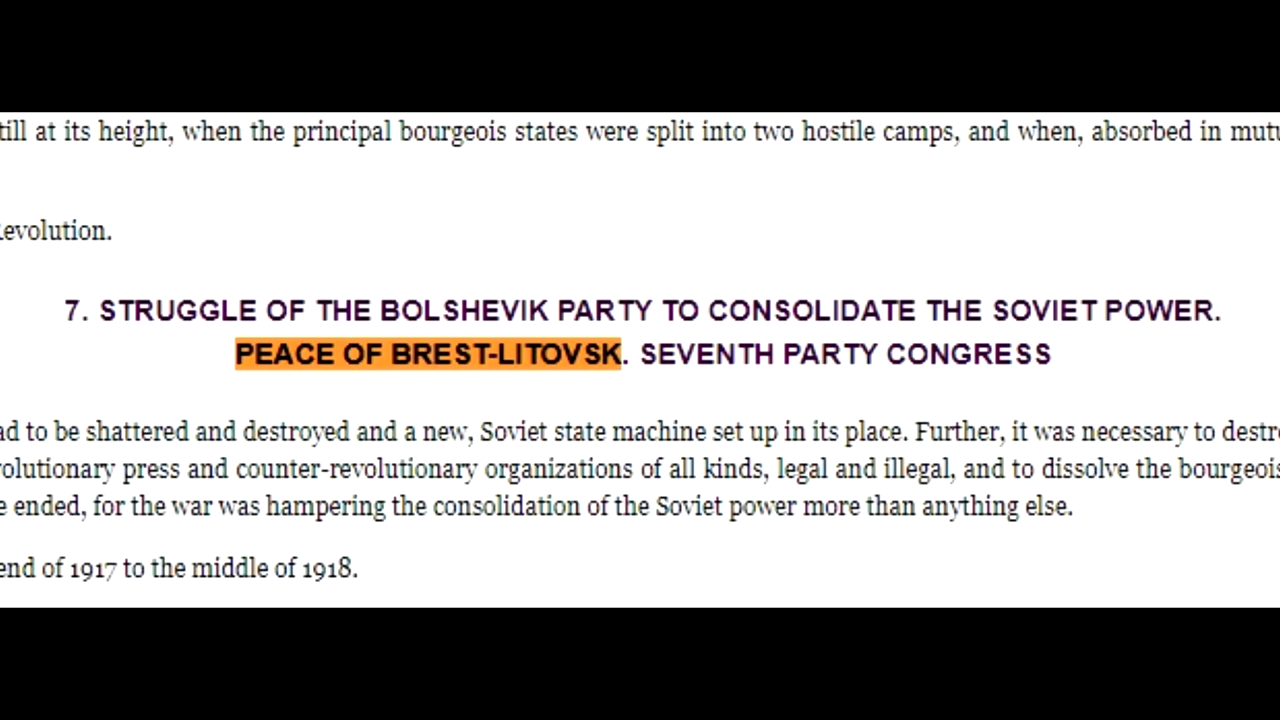 till at its height, when the principal bourgeois states were split into two hostile camps, and when, absorbed in mutu
Revolution.
7. STRUGGLE OF THE BOLSHEVIK PARTY TO CONSOLIDATE THE SOVIET POWER.
PEACE OF BREST-LITOVSK. SEVENTH PARTY CONGRESS
ad to be shattered and destroyed and a new, Soviet state machine set up in its place. Further, it was necessary to destro
volutionary press and counter-revolutionary organizations of all kinds, legal and illegal, and to dissolve the bourgeois
e ended, for the war was hampering the consolidation of the Soviet power more than anything else.
end of 1917 to the middle of 1918.